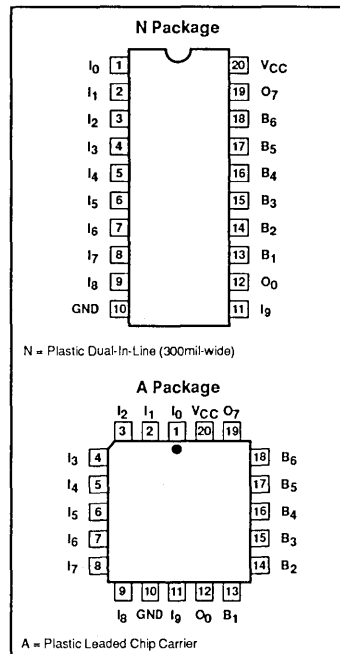 N Package
I0 1 20 VCC
I1 2 19 O7
I2 3 18 B6
I3 4 17 B5
I4 5 16 B4
I5 6 15 B3
I6 7 14 B2
I7 8 13 B1
I8 9 12 O0
GND 10 11 I9
N = Plastic Dual-In-Line (300mil-wide)
A Package
I2 I1 I0 VCC O7
3 2 1 20 19
I3 4 18 B6
I4 5 17 B5
I5 6 16 B4
I6 7 15 B3
I7 8 14 B2
9 10 11 12 13
I8 GND I9 O0 B1
A = Plastic Leaded Chip Carrier